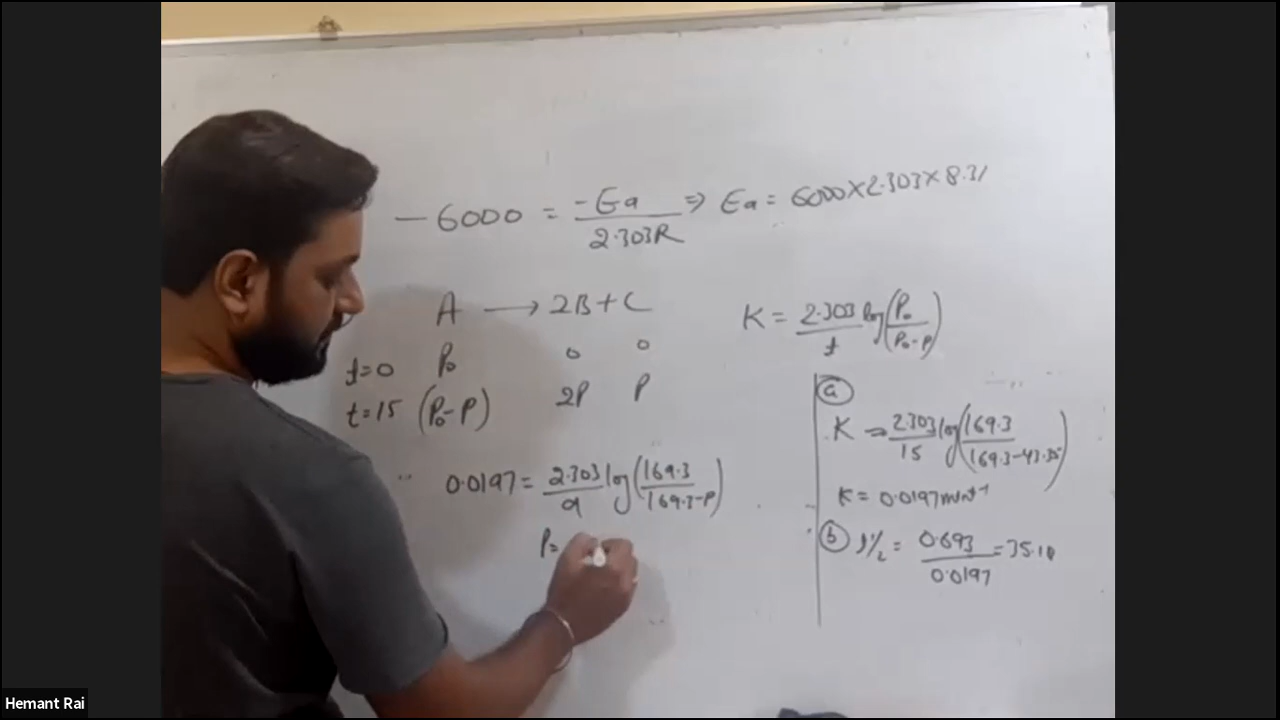 -6000 = -Ea / 2.303R ⇒ Ea = 6000×2.303×8.31
A → 2B + C
t=0 P₀ 0 0
t=15 (P₀-P) 2P P
0.0197 = 2.303/9 log(169.3/169.3-P)
P=
K = 2.303/t log(P₀/P₀-P)
(a)
K ⇒ 2.303/15 log(169.3/169.3-43.35)
K = 0.0197 min⁻¹
(b) t½ = 0.693/0.0197 = 35.1
Hemant Rai